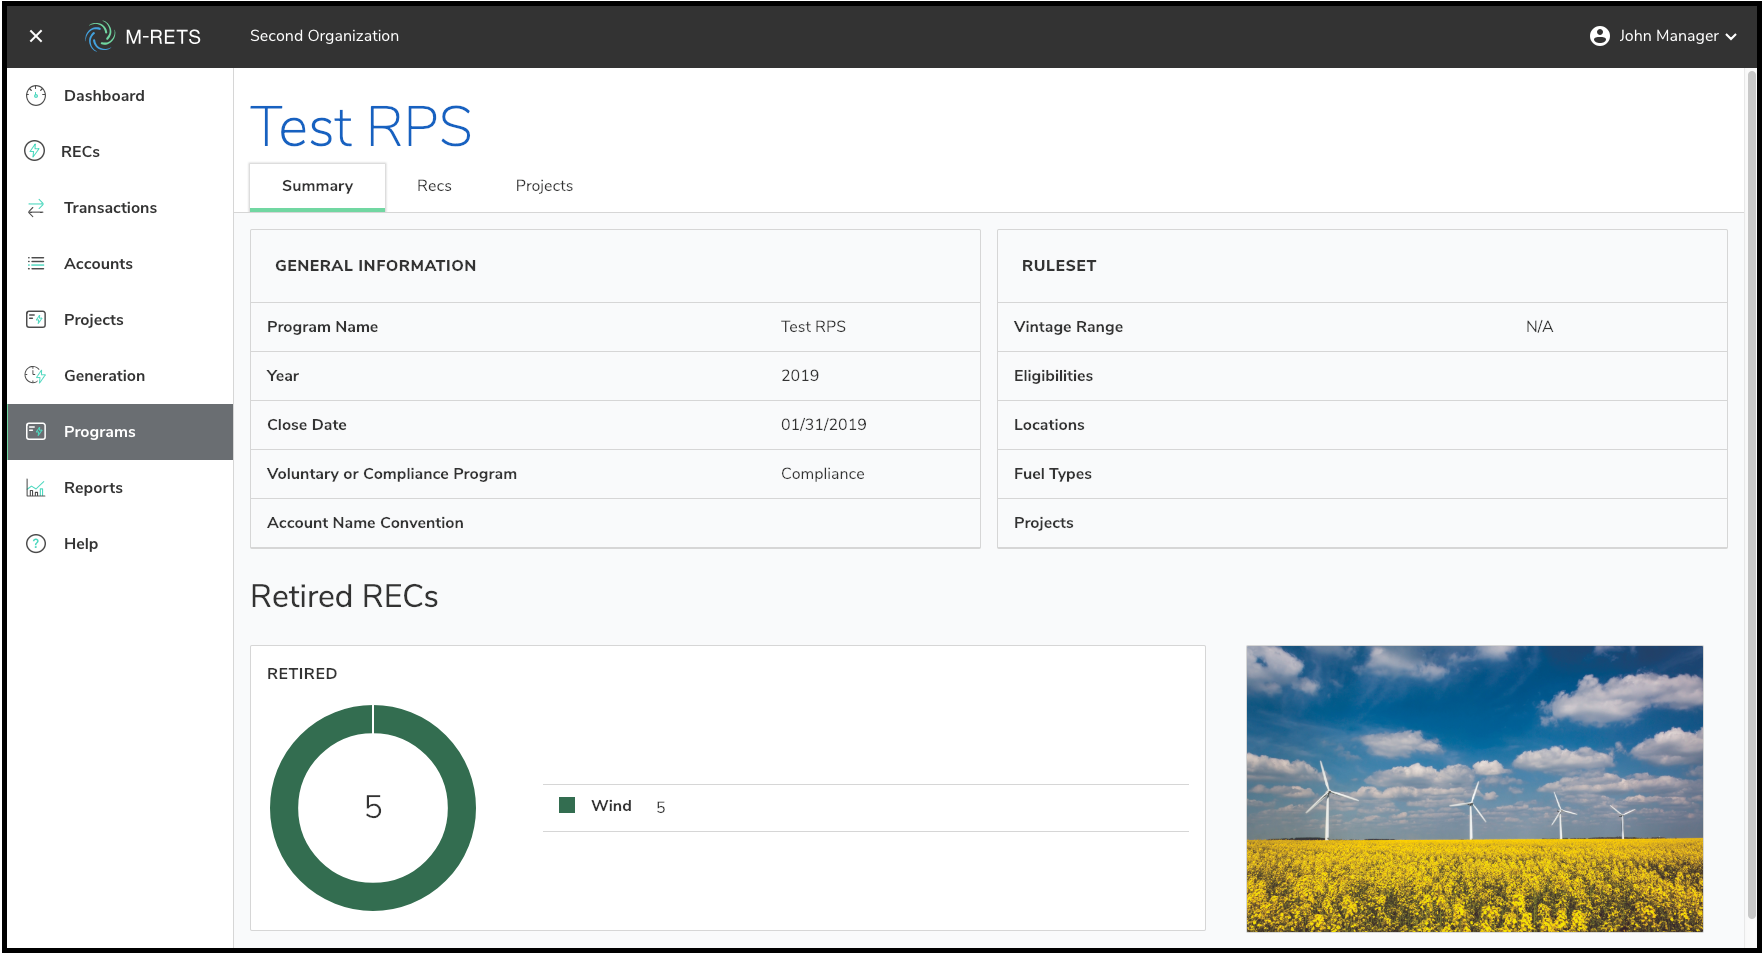 M-RETS
Second Organization
John Manager
Dashboard
RECs
Transactions
Accounts
Projects
Generation
Programs
Reports
Help
Test RPS
Summary
Recs
Projects
GENERAL INFORMATION
Program Name Test RPS
Year 2019
Close Date 01/31/2019
Voluntary or Compliance Program Compliance
Account Name Convention
RULESET
Vintage Range N/A
Eligibilities
Locations
Fuel Types
Projects
Retired RECs
RETIRED
5
Wind 5